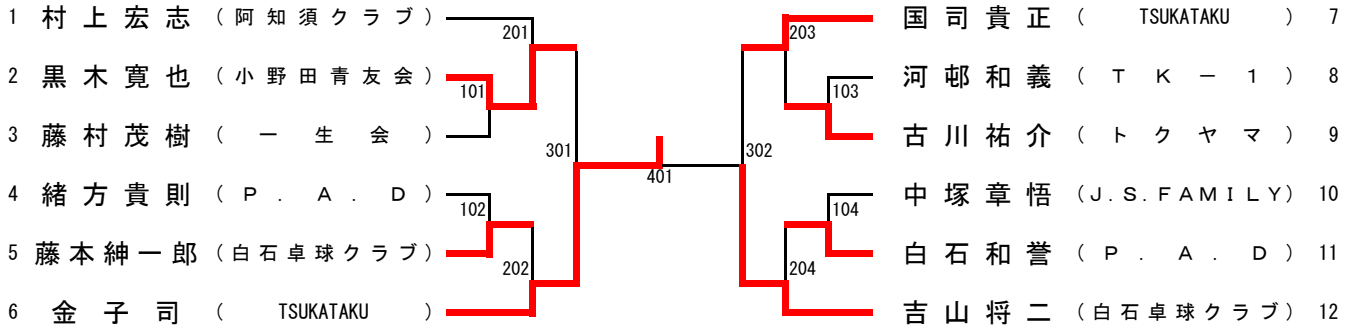 1 村上宏志 (阿知須クラブ)
2 黒木寛也 (小野田青友会)
3 藤村茂樹 (一生会)
4 緒方貴則 (P.A.D)
5 藤本紳一郎 (白石卓球クラブ)
6 金子司 (TSUKATAKU)
201
101
301
102
202
401
203
103
302
104
204
国司貴正 (TSUKATAKU) 7
河邨和義 (TK-1) 8
古川祐介 (トクヤマ) 9
中塚章悟 (J.S.FAMILY) 10
白石和誉 (P.A.D) 11
吉山将二 (白石卓球クラブ) 12